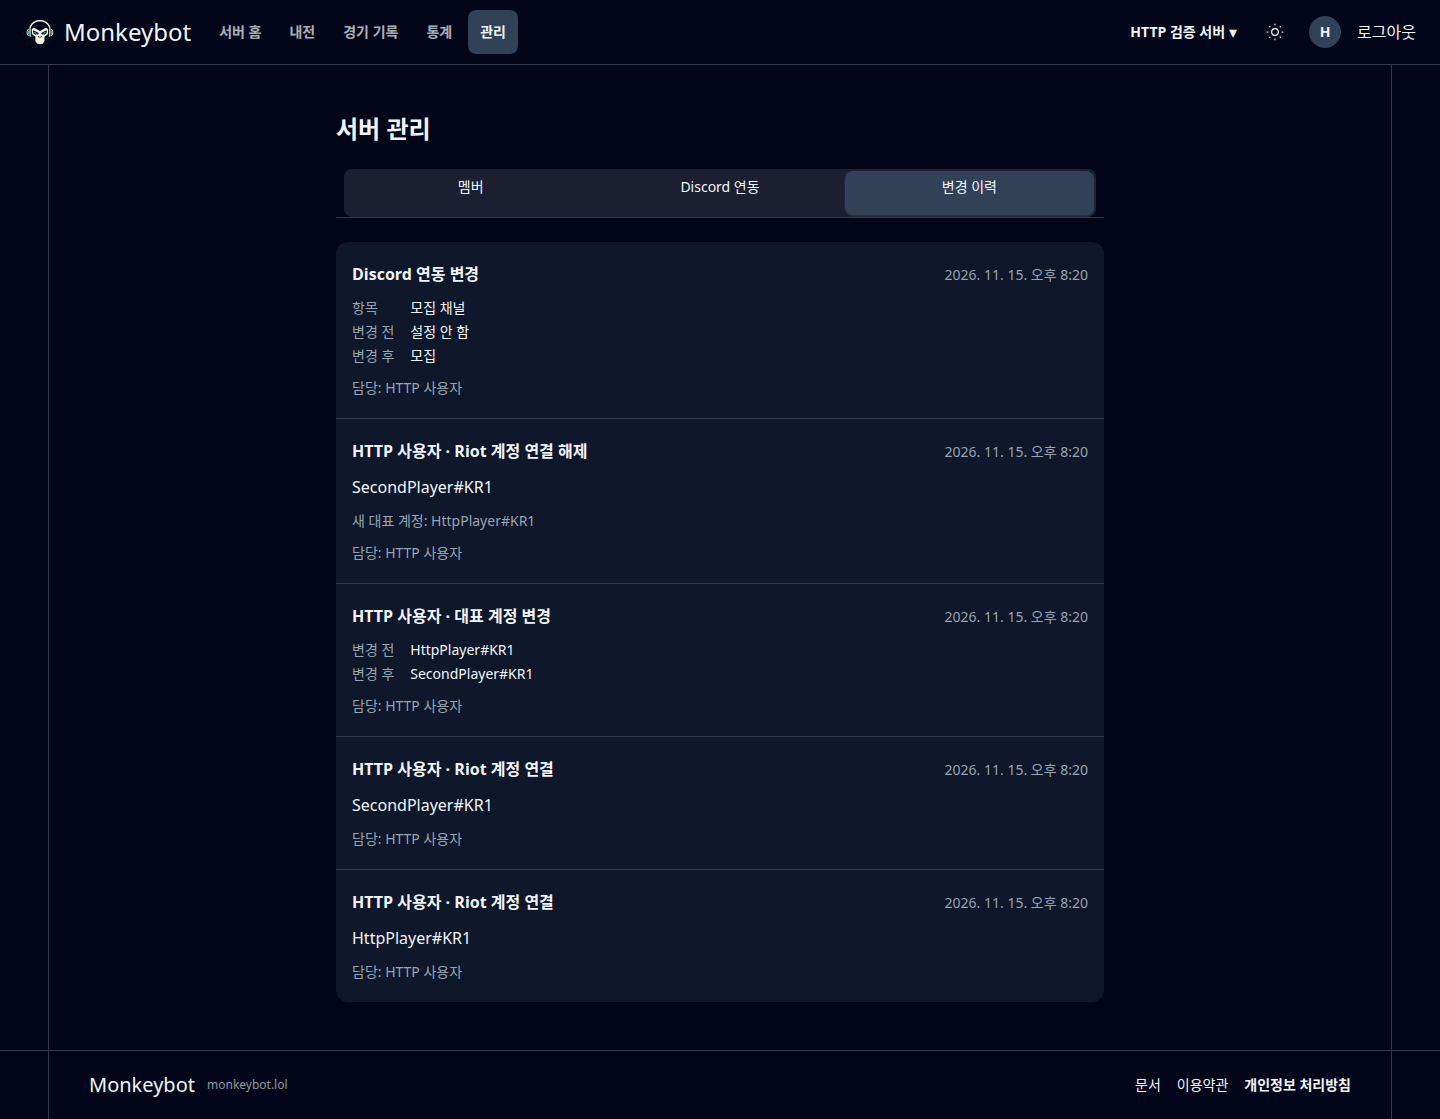 Monkeybot 서버 홈 내전 경기 기록 통계 관리 HTTP 검증 서버 ▾ H 로그아웃
서버 관리
멤버 Discord 연동 변경 이력
Discord 연동 변경 2026. 11. 15. 오후 8:20
항목 모집 채널
변경 전 설정 안 함
변경 후 모집
담당: HTTP 사용자
HTTP 사용자 · Riot 계정 연결 해제 2026. 11. 15. 오후 8:20
SecondPlayer#KR1
새 대표 계정: HttpPlayer#KR1
담당: HTTP 사용자
HTTP 사용자 · 대표 계정 변경 2026. 11. 15. 오후 8:20
변경 전 HttpPlayer#KR1
변경 후 SecondPlayer#KR1
담당: HTTP 사용자
HTTP 사용자 · Riot 계정 연결 2026. 11. 15. 오후 8:20
SecondPlayer#KR1
담당: HTTP 사용자
HTTP 사용자 · Riot 계정 연결 2026. 11. 15. 오후 8:20
HttpPlayer#KR1
담당: HTTP 사용자
Monkeybot monkeybot.lol 문서 이용약관 개인정보 처리방침